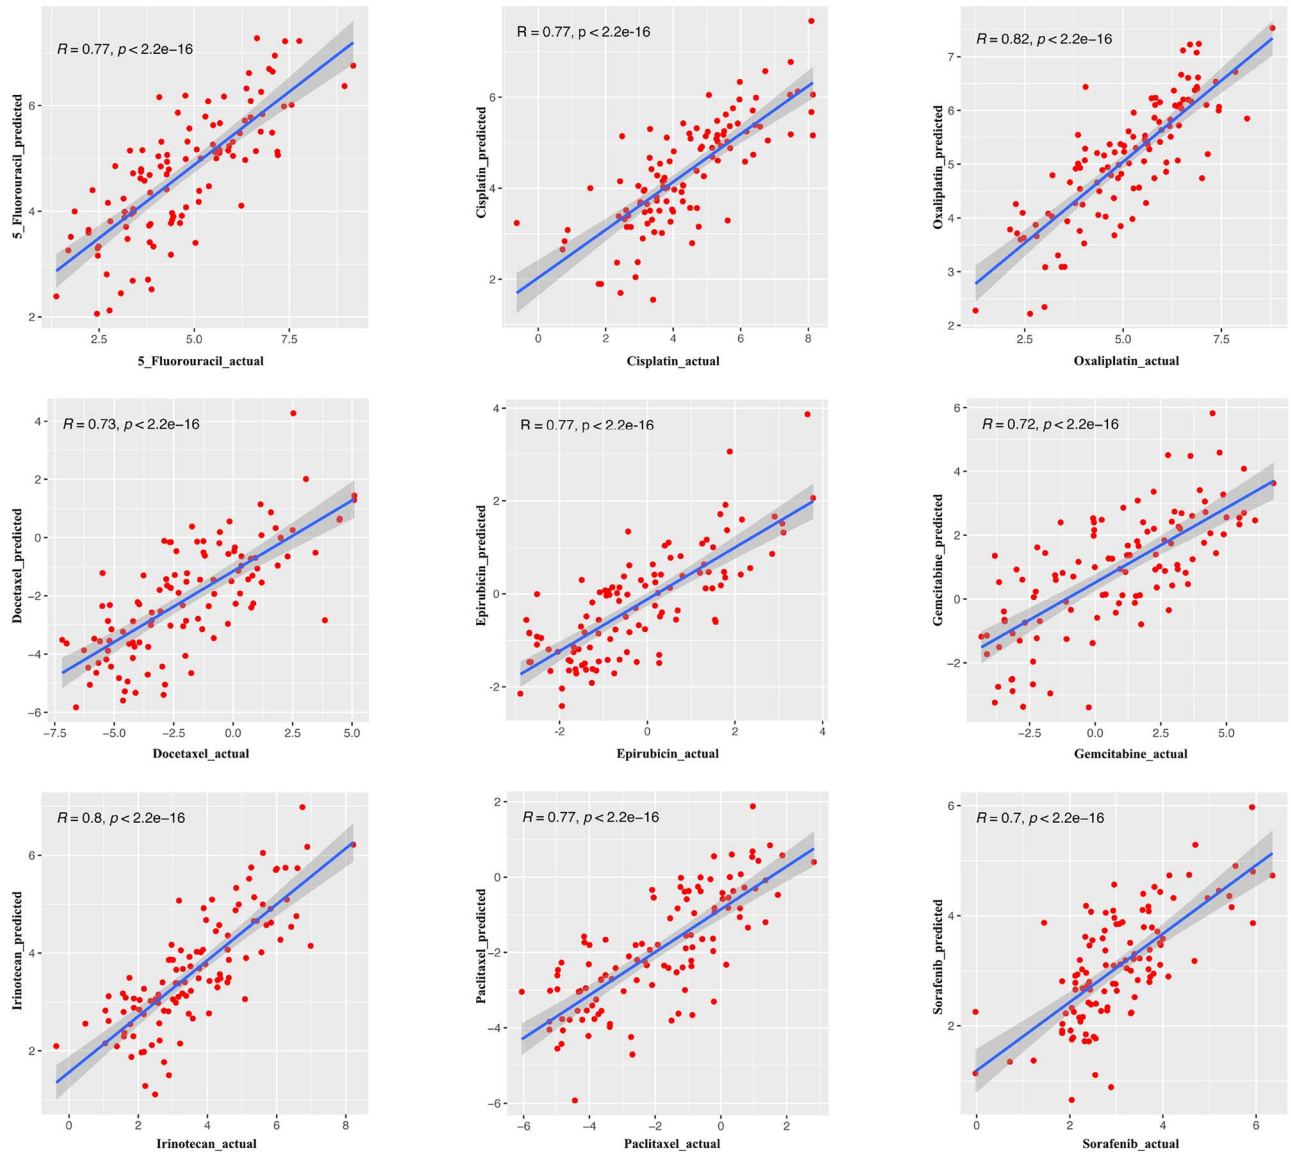 R = 0.77, p < 2.2e−16
5_Fluorouracil_predicted
6
4
2
2.5 5.0 7.5
5_Fluorouracil_actual
R = 0.77, p < 2.2e-16
Cisplatin_predicted
6
4
2
0 2 4 6 8
Cisplatin_actual
R = 0.82, p < 2.2e−16
Oxaliplatin_predicted
7
6
5
4
3
2
2.5 5.0 7.5
Oxaliplatin_actual
R = 0.73, p < 2.2e−16
Docetaxel_predicted
4
2
0
−2
−4
−6
−7.5 −5.0 −2.5 0.0 2.5 5.0
Docetaxel_actual
R = 0.77, p < 2.2e-16
Epirubicin_predicted
4
2
0
-2
−2 0 2 4
Epirubicin_actual
R = 0.72, p < 2.2e−16
Gemcitabine_predicted
6
4
2
0
−2
−2.5 0.0 2.5 5.0
Gemcitabine_actual
R = 0.8, p < 2.2e−16
Irinotecan_predicted
6
4
2
0 2 4 6 8
Irinotecan_actual
R = 0.77, p < 2.2e−16
Paclitaxel_predicted
2
0
−2
−4
−6
−6 −4 −2 0 2
Paclitaxel_actual
R = 0.7, p < 2.2e−16
Sorafenib_predicted
6
4
2
0 2 4 6
Sorafenib_actual